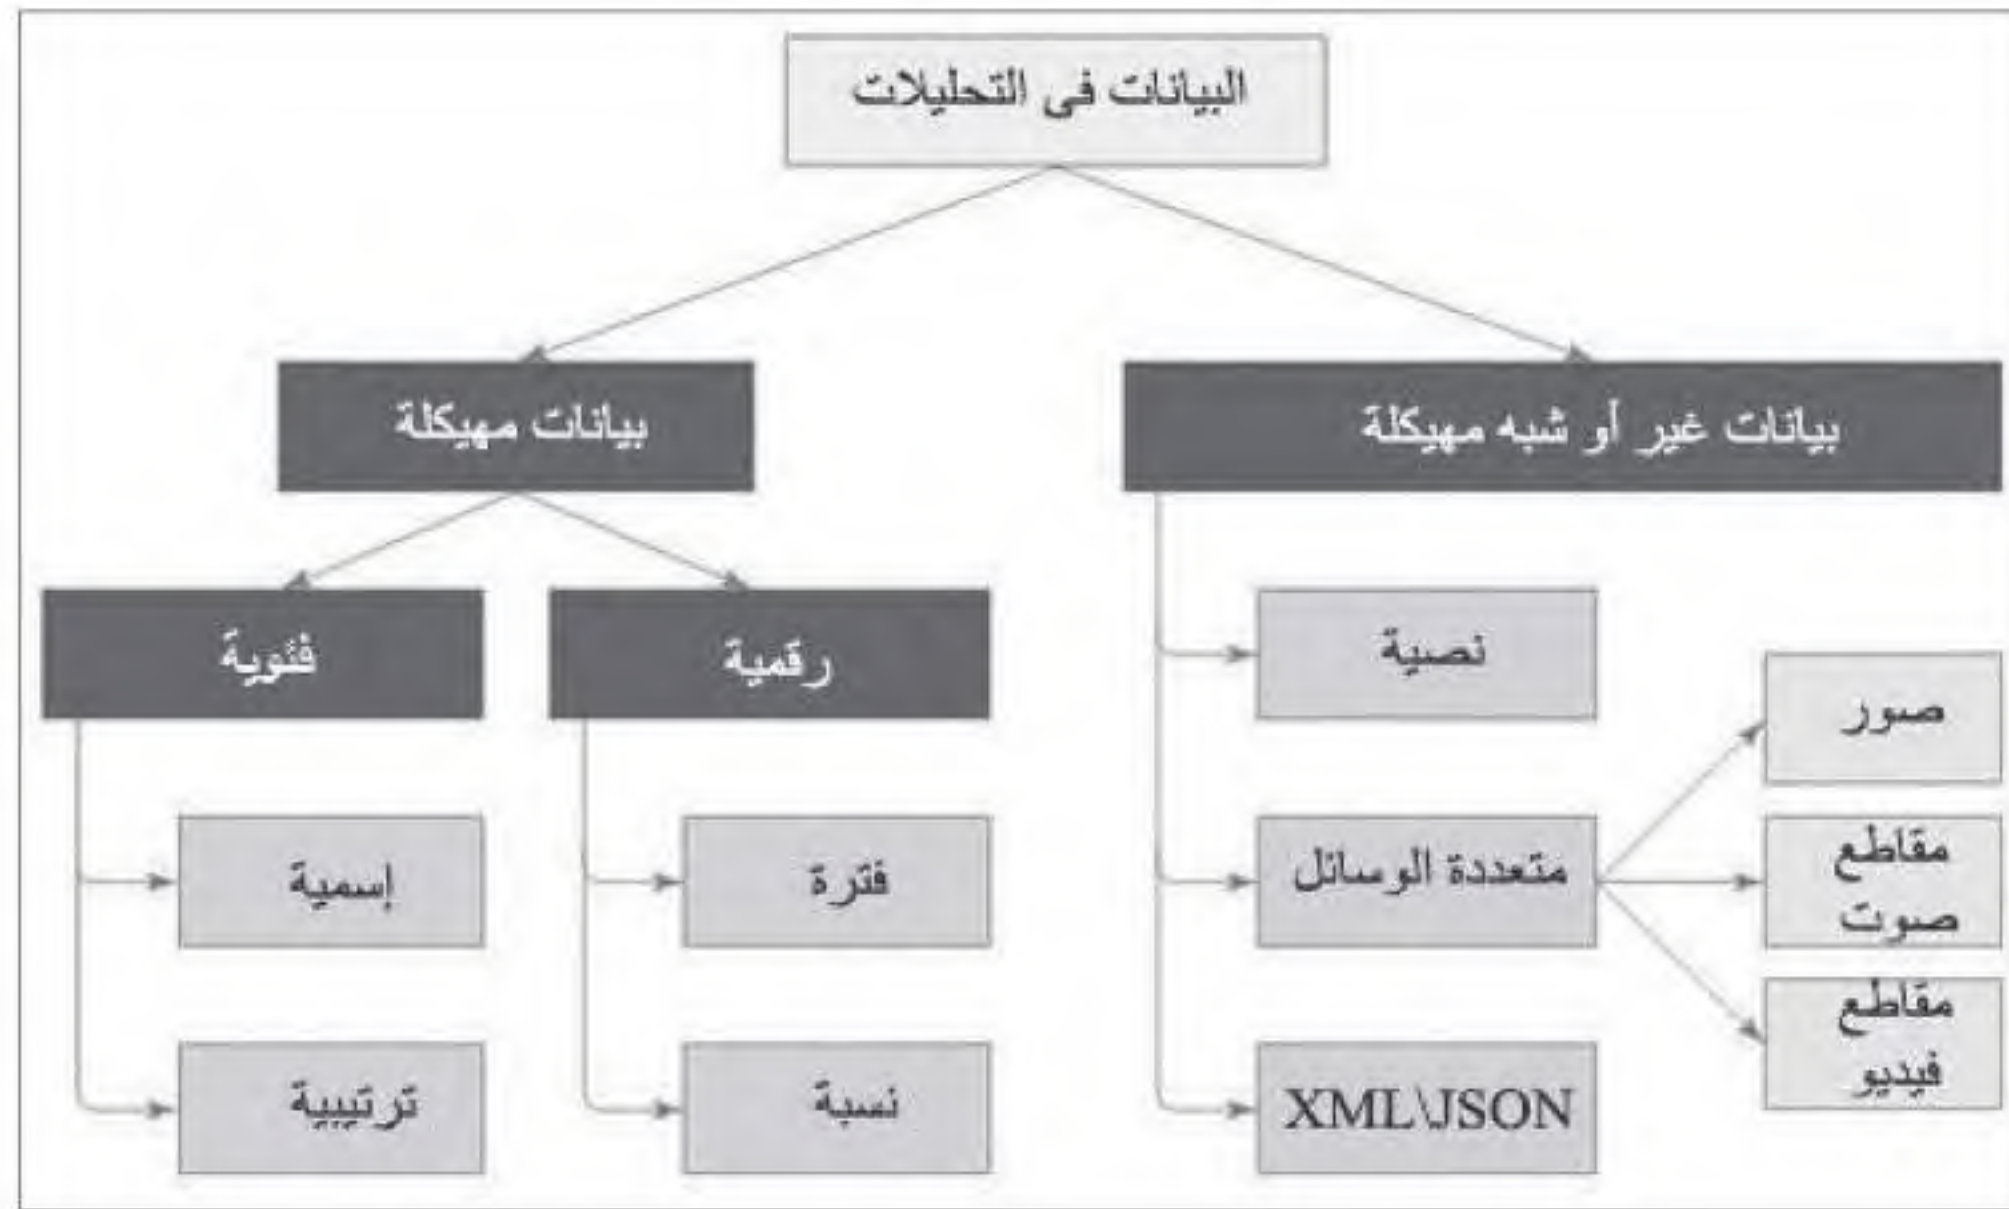 البيانات فى التحليلات
بيانات غير أو شبه مهيكلة
بيانات مهيكلة
نصية
متعددة الوسائل
XML\JSON
صور
مقاطع
صوت
مقاطع
فيديو
رقمية
فترة
نسبة
فئوية
إسمية
ترتيبية